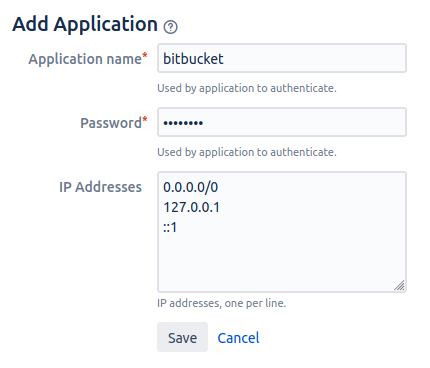 Add Application ?
Application name* bitbucket
Used by application to authenticate.
Password* ••••••••
Used by application to authenticate.
IP Addresses 0.0.0.0/0
127.0.0.1
::1
IP addresses, one per line.
Save Cancel